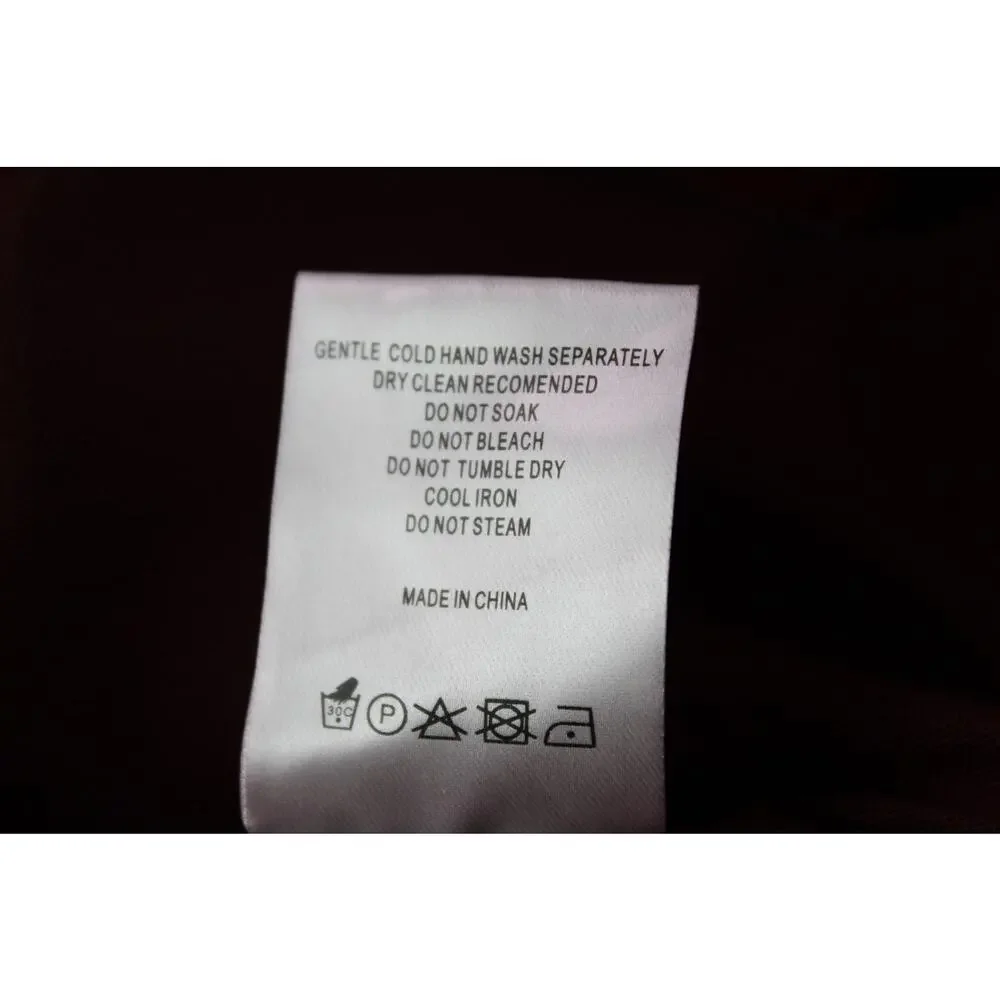 GENTLE COLD HAND WASH SEPARATELY
DRY CLEAN RECOMENDED
DO NOT SOAK
DO NOT BLEACH
DO NOT TUMBLE DRY
COOL IRON
DO NOT STEAM
MADE IN CHINA
30C P